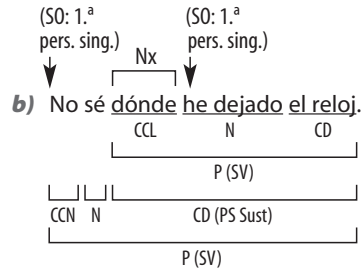 (SO: 1.ª (SO: 1.ª
pers. sing.) Nx pers. sing.)
b) No sé dónde he dejado el reloj.
CCL N CD
P (SV)
CCN N CD (PS Sust)
P (SV)